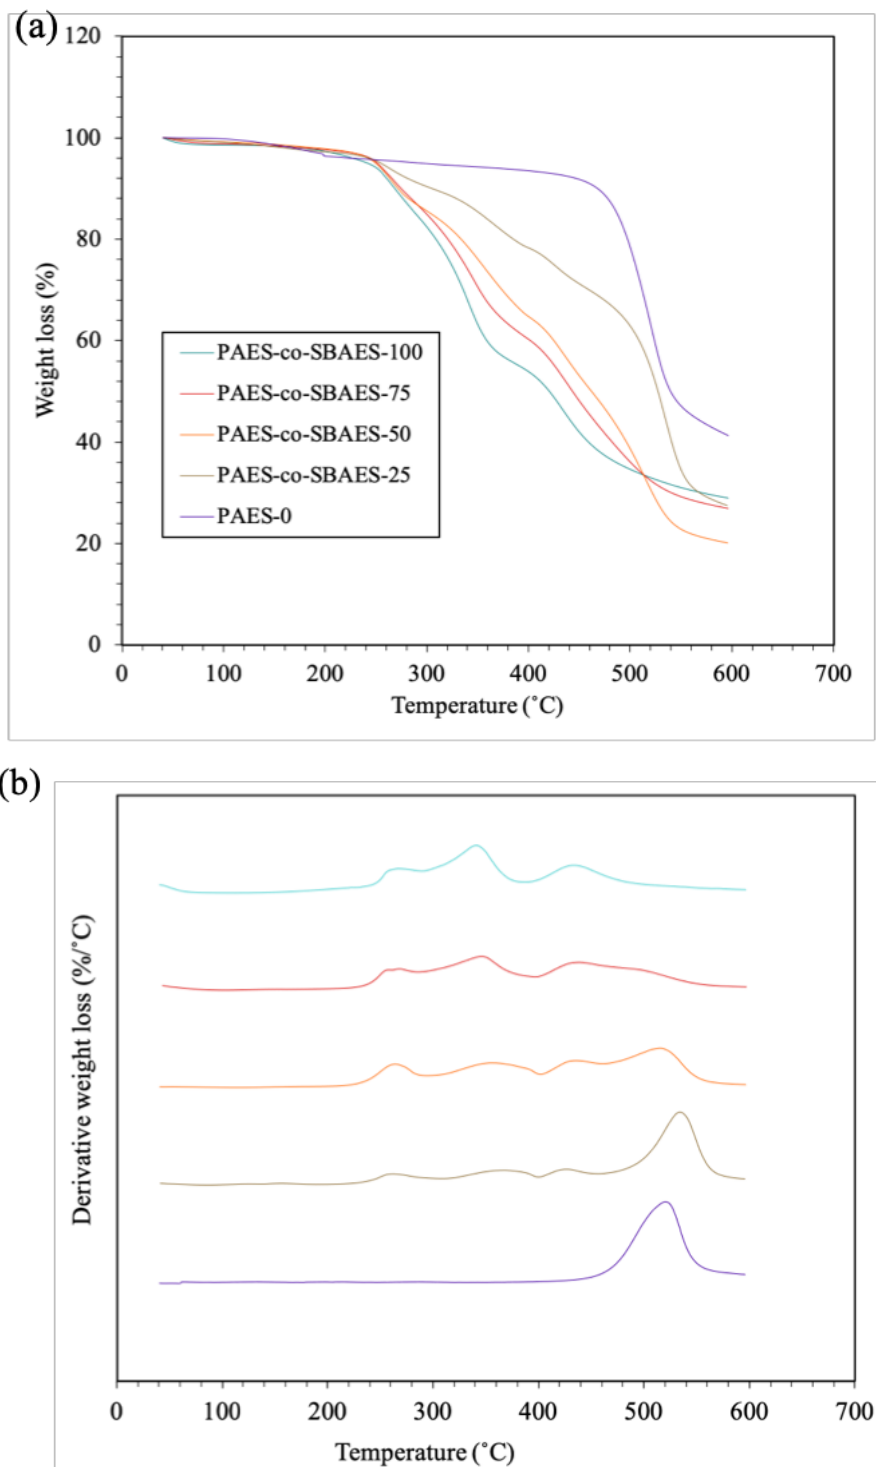 (a)
120
100
80
60
40
20
0
Weight loss (%)
PAES-co-SBAES-100
PAES-co-SBAES-75
PAES-co-SBAES-50
PAES-co-SBAES-25
PAES-0
0 100 200 300 400 500 600 700
Temperature (˚C)
(b)
Derivative weight loss (%/˚C)
0 100 200 300 400 500 600 700
Temperature (˚C)